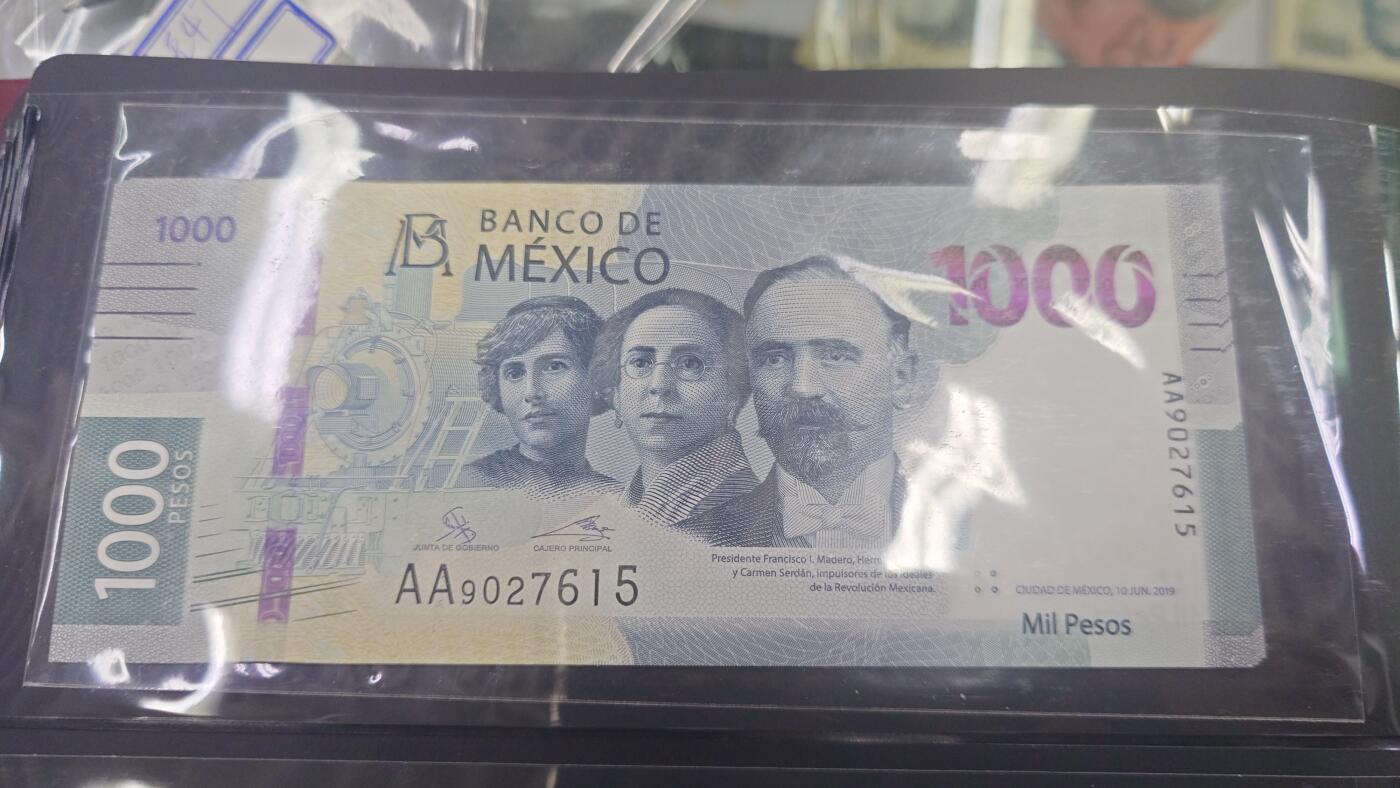 841
1000
BANCO DE
MÉXICO
1000
1000
PESOS
AA9027615
JUNTA DE GOBIERNO
CAJERO PRINCIPAL
AA9027615
Presidente Francisco I. Madero,
y Carmen Serdán, impulsores de los ideales
de la Revolución Mexicana.
CIUDAD DE MÉXICO, 10 JUN. 2019
Mil Pesos